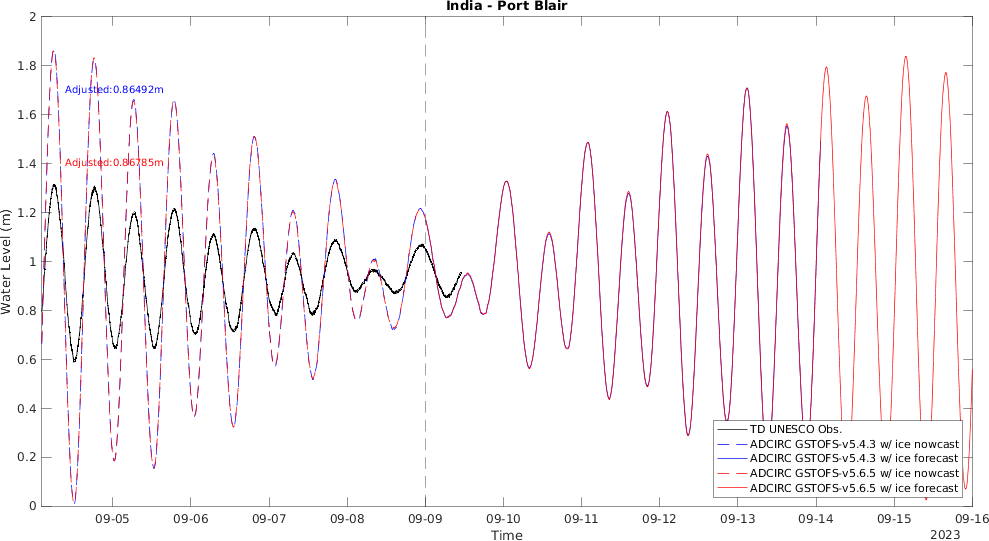 India - Port Blair
2
1.8
1.6
1.4
1.2
1
0.8
0.6
0.4
0.2
0
Water Level (m)
Adjusted:0.86492m
Adjusted:0.86785m
TD UNESCO Obs.
ADCIRC GSTOFS-v5.4.3 w/ ice nowcast
ADCIRC GSTOFS-v5.4.3 w/ ice forecast
ADCIRC GSTOFS-v5.6.5 w/ ice nowcast
ADCIRC GSTOFS-v5.6.5 w/ ice forecast
09-05 09-06 09-07 09-08 09-09 09-10 09-11 09-12 09-13 09-14 09-15 09-16
Time
2023